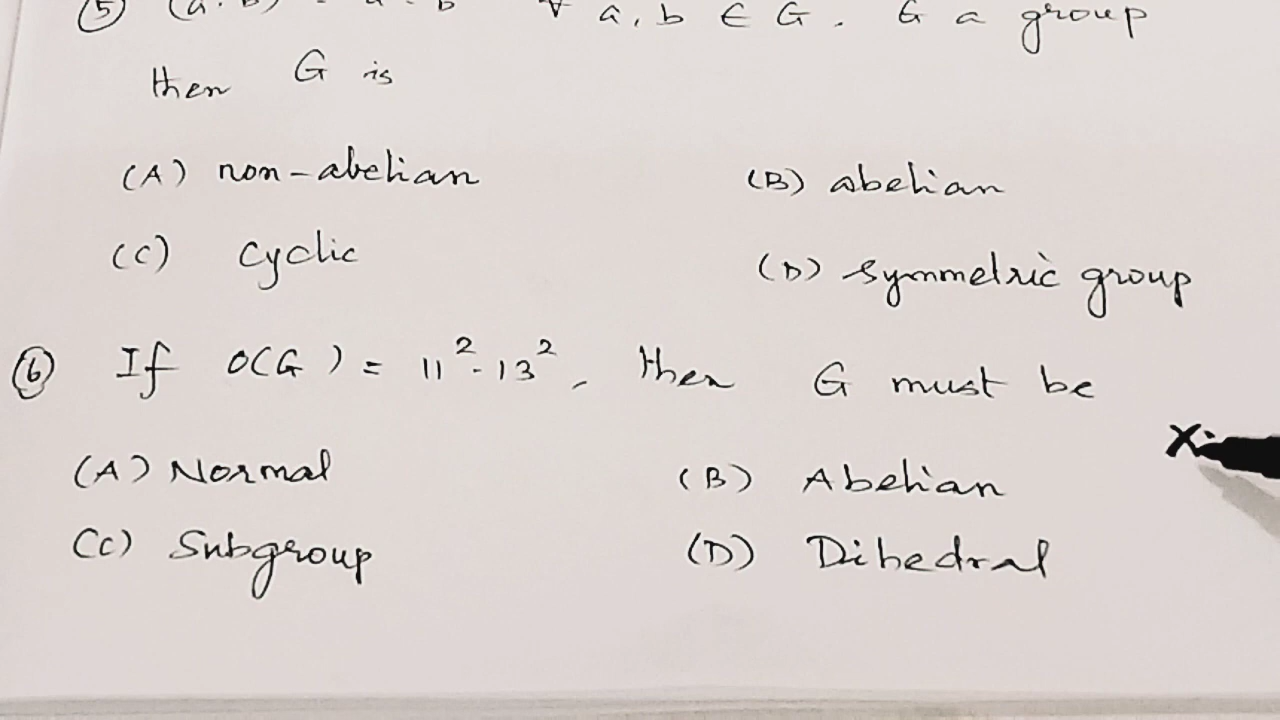 ⑤ (a·b) = a · b ∀ a, b ∈ G. G a group
then G is
(A) non-abelian (B) abelian
(C) cyclic (D) symmetric group
⑥ If O(G) = 11²·13², then G must be
(A) Normal (B) Abelian
(C) Subgroup (D) Dihedral